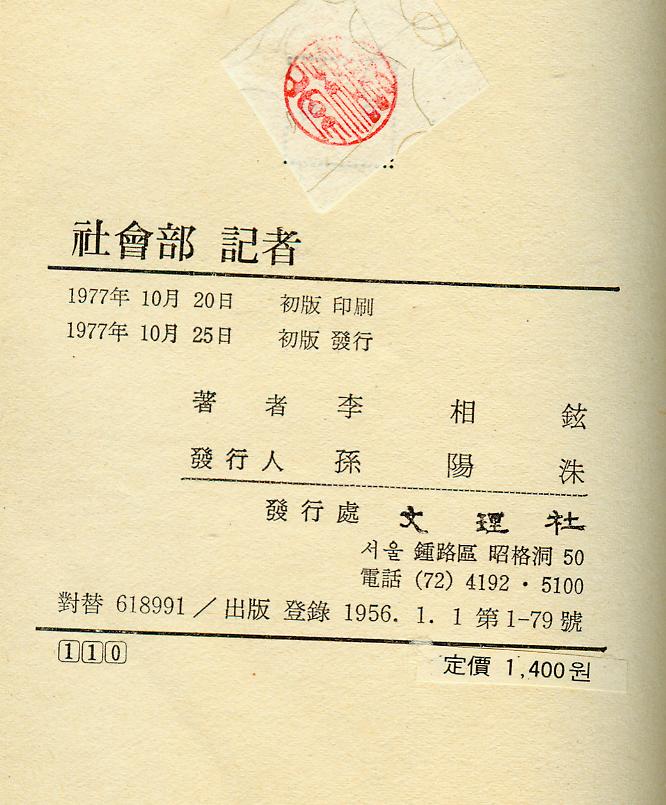 社會部 記者
1977年 10月 20日 初版 印刷
1977年 10月 25日 初版 發行
著者 李相鉉
發行人 孫陽洙
發行處 文理社
서울 鍾路區 昭格洞 50
電話 (72) 4192·5100
對替 618991 / 出版 登錄 1956. 1. 1 第1-79號
110
定價 1,400원